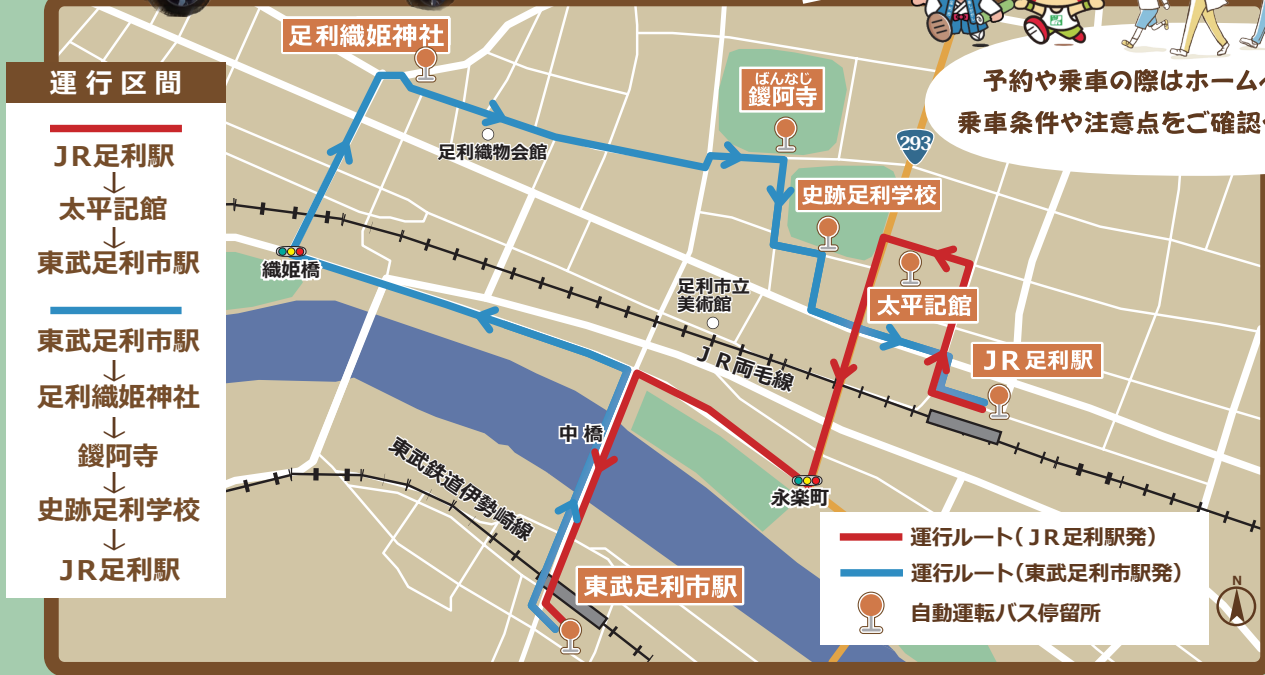 運行区間
JR足利駅
↓
太平記館
↓
東武足利市駅
東武足利市駅
↓
足利織姫神社
↓
鑁阿寺
↓
史跡足利学校
↓
JR足利駅
足利織姫神社
足利織物会館
ばんなじ
鑁阿寺
293
予約や乗車の際はホーム
乗車条件や注意点をご確認
史跡足利学校
織姫橋
足利市立
美術館
太平記館
JR両毛線
JR足利駅
中橋
東武鉄道伊勢崎線
永楽町
東武足利市駅
運行ルート(JR足利駅発)
運行ルート(東武足利市駅発)
自動運転バス停留所
N